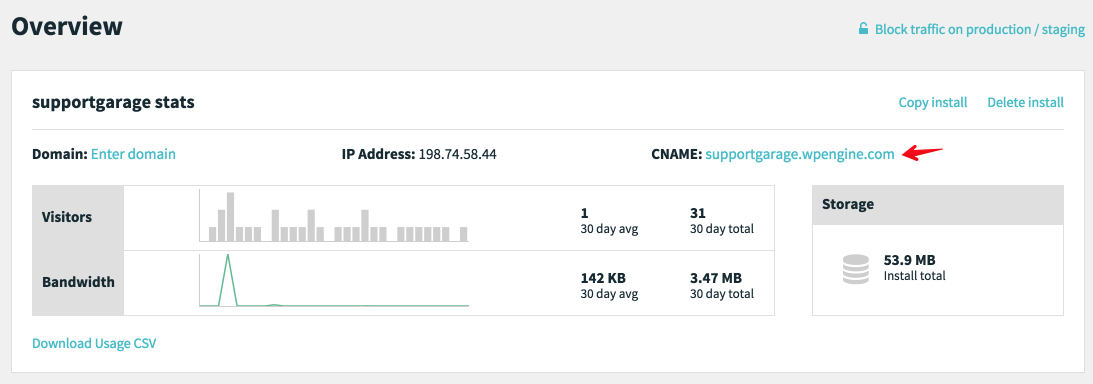 Overview
Block traffic on production / staging
supportgarage stats
Copy install
Delete install
Domain: Enter domain
IP Address: 198.74.58.44
CNAME: supportgarage.wpengine.com
Visitors
1
30 day avg
31
30 day total
Bandwidth
142 KB
30 day avg
3.47 MB
30 day total
Storage
53.9 MB
Install total
Download Usage CSV